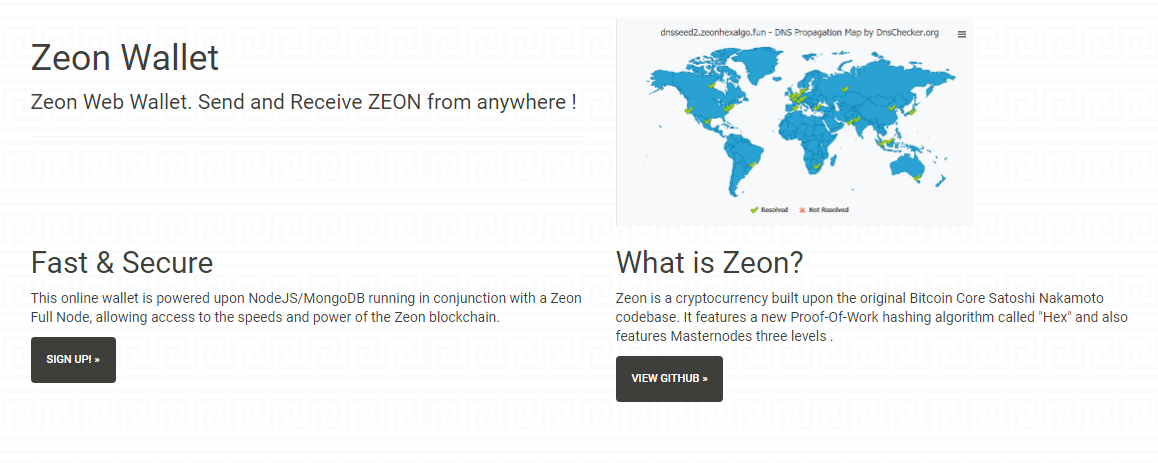 Zeon Wallet
Zeon Web Wallet. Send and Receive ZEON from anywhere !
dnsseed2.zeonhexalgo.fun - DNS Propagation Map by DnsChecker.org
Resolved
Not Resolved
Fast & Secure
This online wallet is powered upon NodeJS/MongoDB running in conjunction with a Zeon
Full Node, allowing access to the speeds and power of the Zeon blockchain.
SIGN UP! »
What is Zeon?
Zeon is a cryptocurrency built upon the original Bitcoin Core Satoshi Nakamoto
codebase. It features a new Proof-Of-Work hashing algorithm called "Hex" and also
features Masternodes three levels .
VIEW GITHUB »